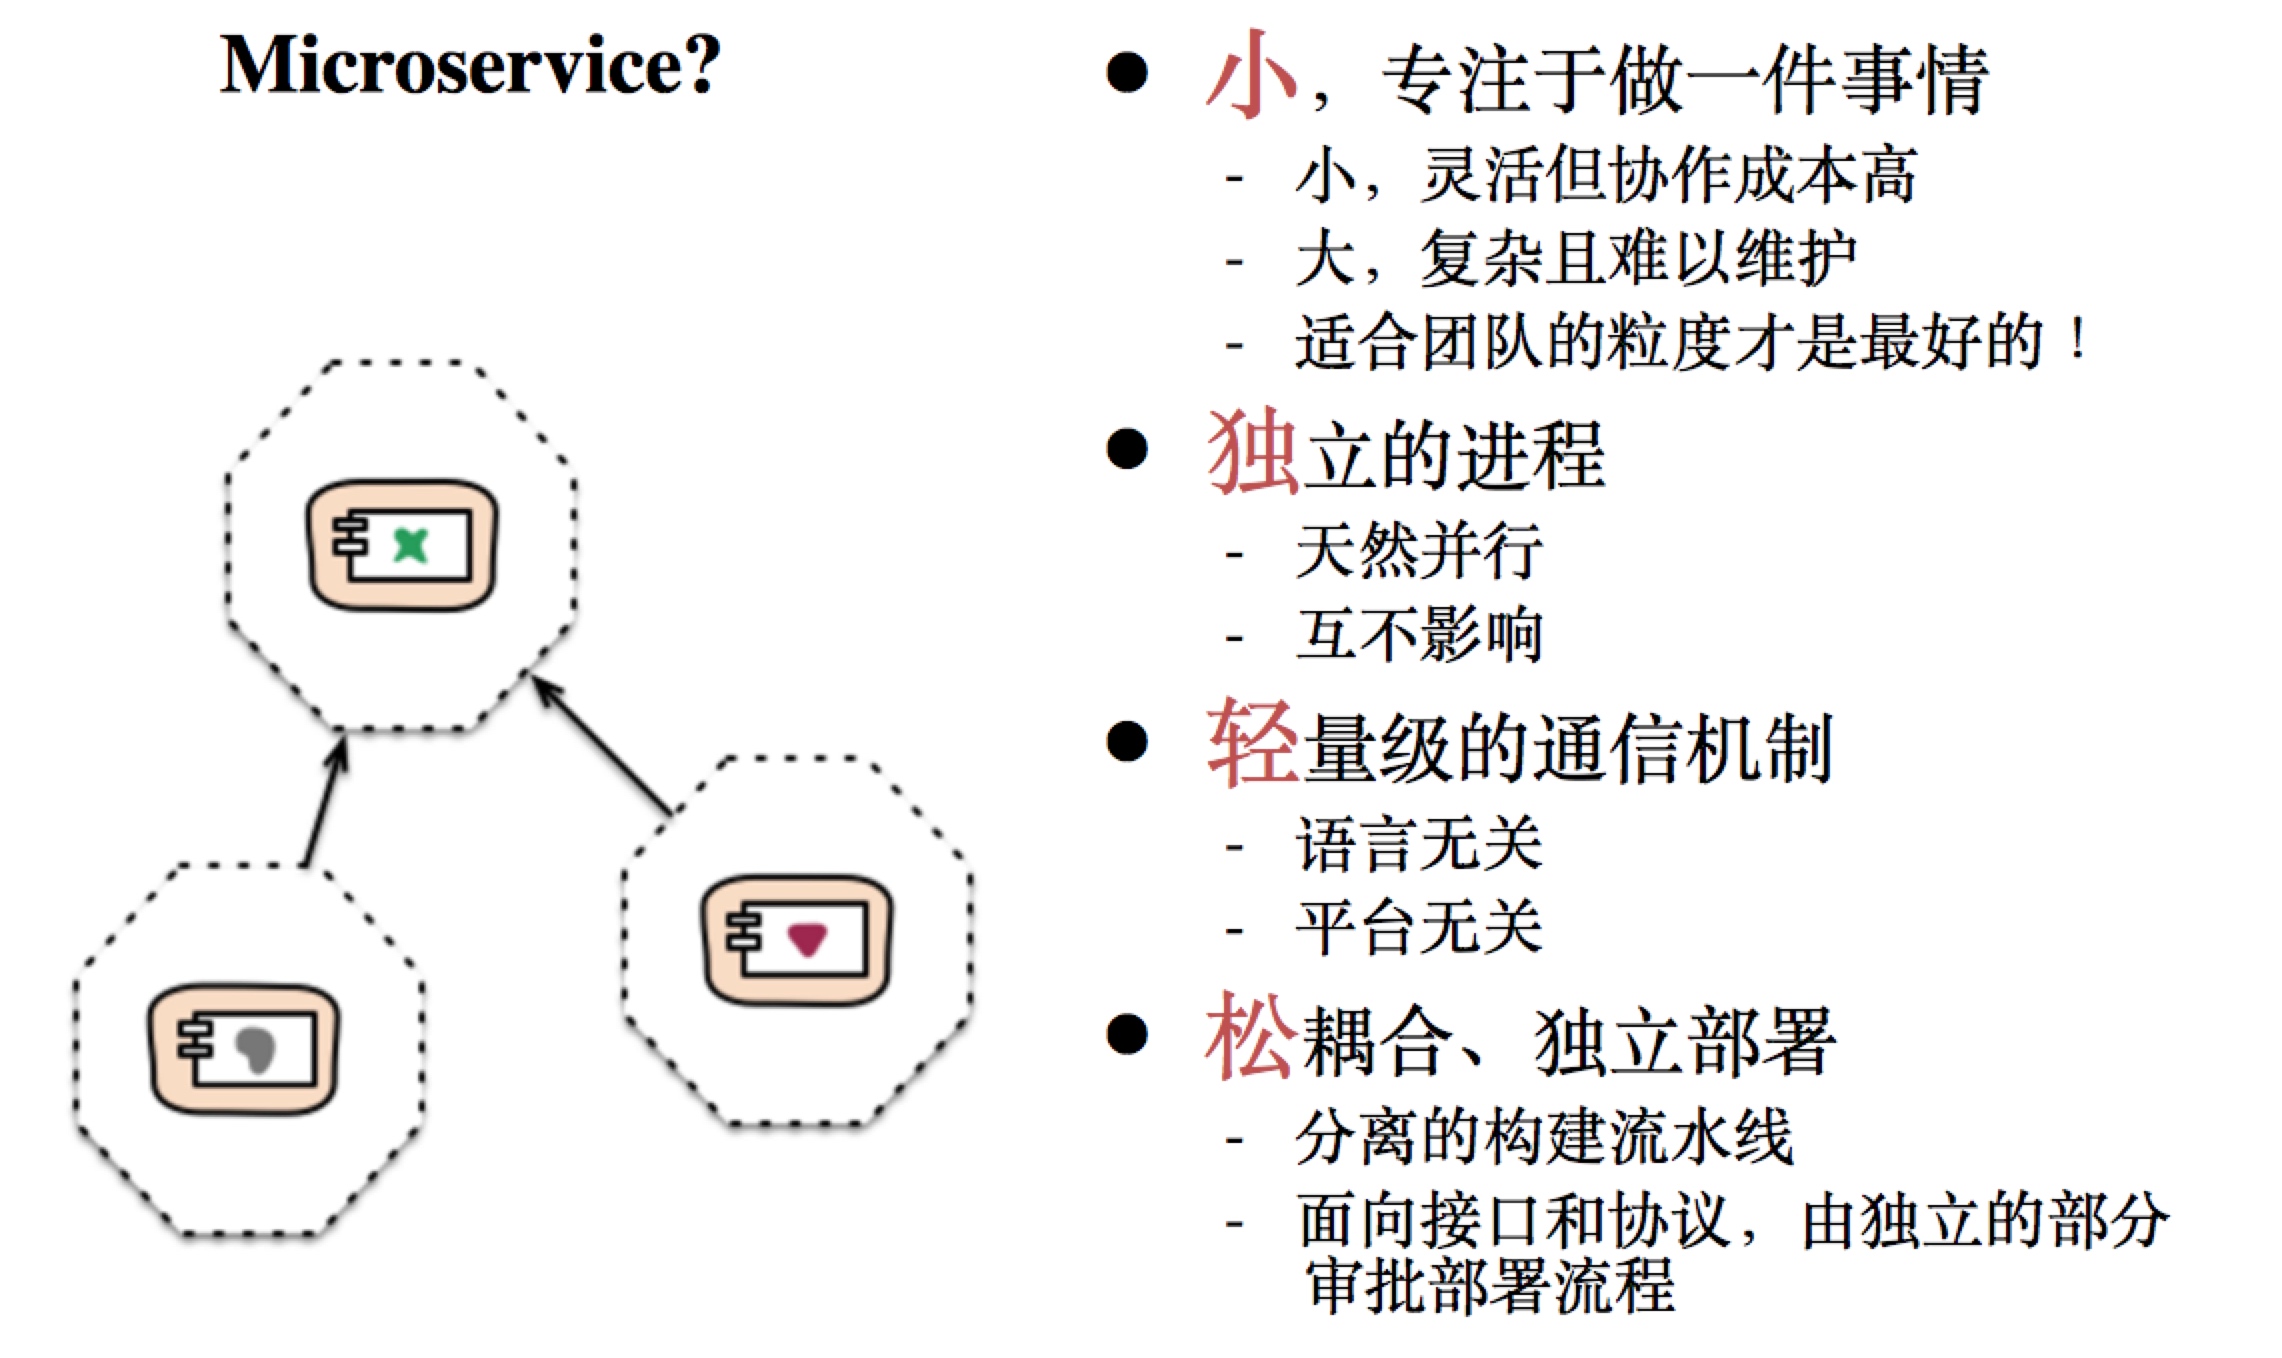 Microservice?
● 小，专注于做一件事情
- 小，灵活但协作成本高
- 大，复杂且难以维护
- 适合团队的粒度才是最好的！
● 独立的进程
- 天然并行
- 互不影响
● 轻量级的通信机制
- 语言无关
- 平台无关
● 松耦合、独立部署
- 分离的构建流水线
- 面向接口和协议，由独立的部分
审批部署流程